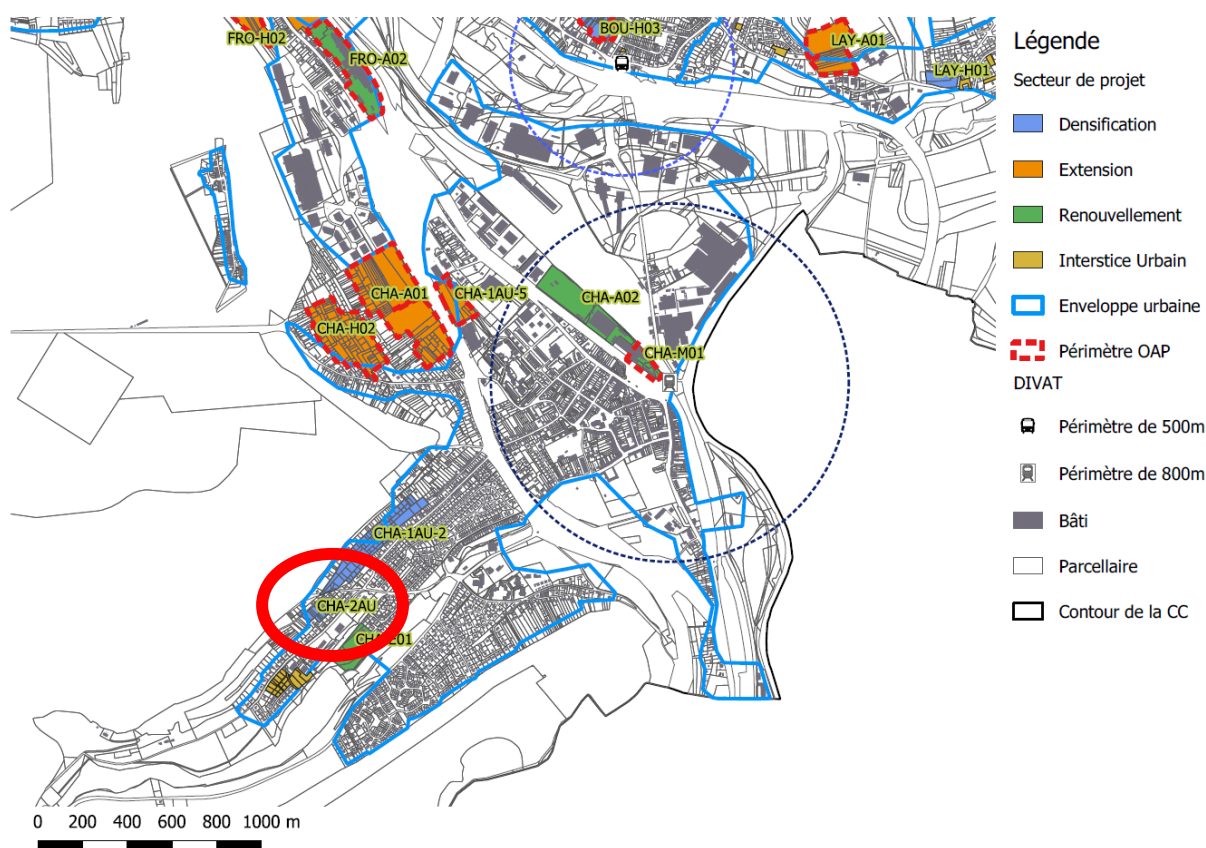 FRO-H02
FRO-A02
BOU-H03
LAY-A01
LAY-H01
CHA-A01
CHA-1AU-5
CHA-A02
CHA-H02
CHA-M01
CHA-1AU-2
CHA-2AU
0 200 400 600 800 1000 m
Légende
Secteur de projet
Densification
Extension
Renouvellement
Interstice Urbain
Enveloppe urbaine
Périmètre OAP
DIVAT
Périmètre de 500m
Périmètre de 800m
Bâti
Parcellaire
Contour de la CC